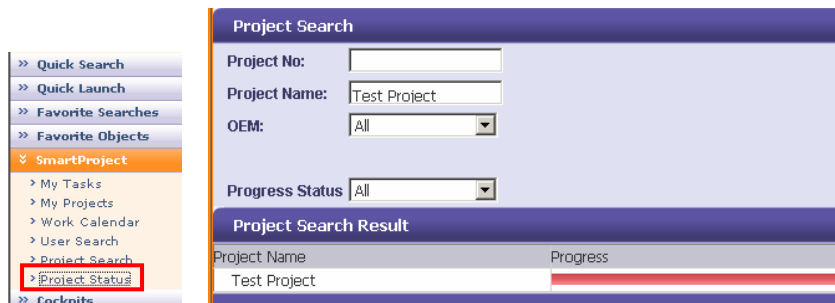 Quick Search
Quick Launch
Favorite Searches
Favorite Objects
SmartProject
My Tasks
My Projects
Work Calendar
User Search
Project Search
Project Status
Cockpits
Project Search
Project No:
Project Name: Test Project
OEM: All
Progress Status All
Project Search Result
Project Name Progress
Test Project